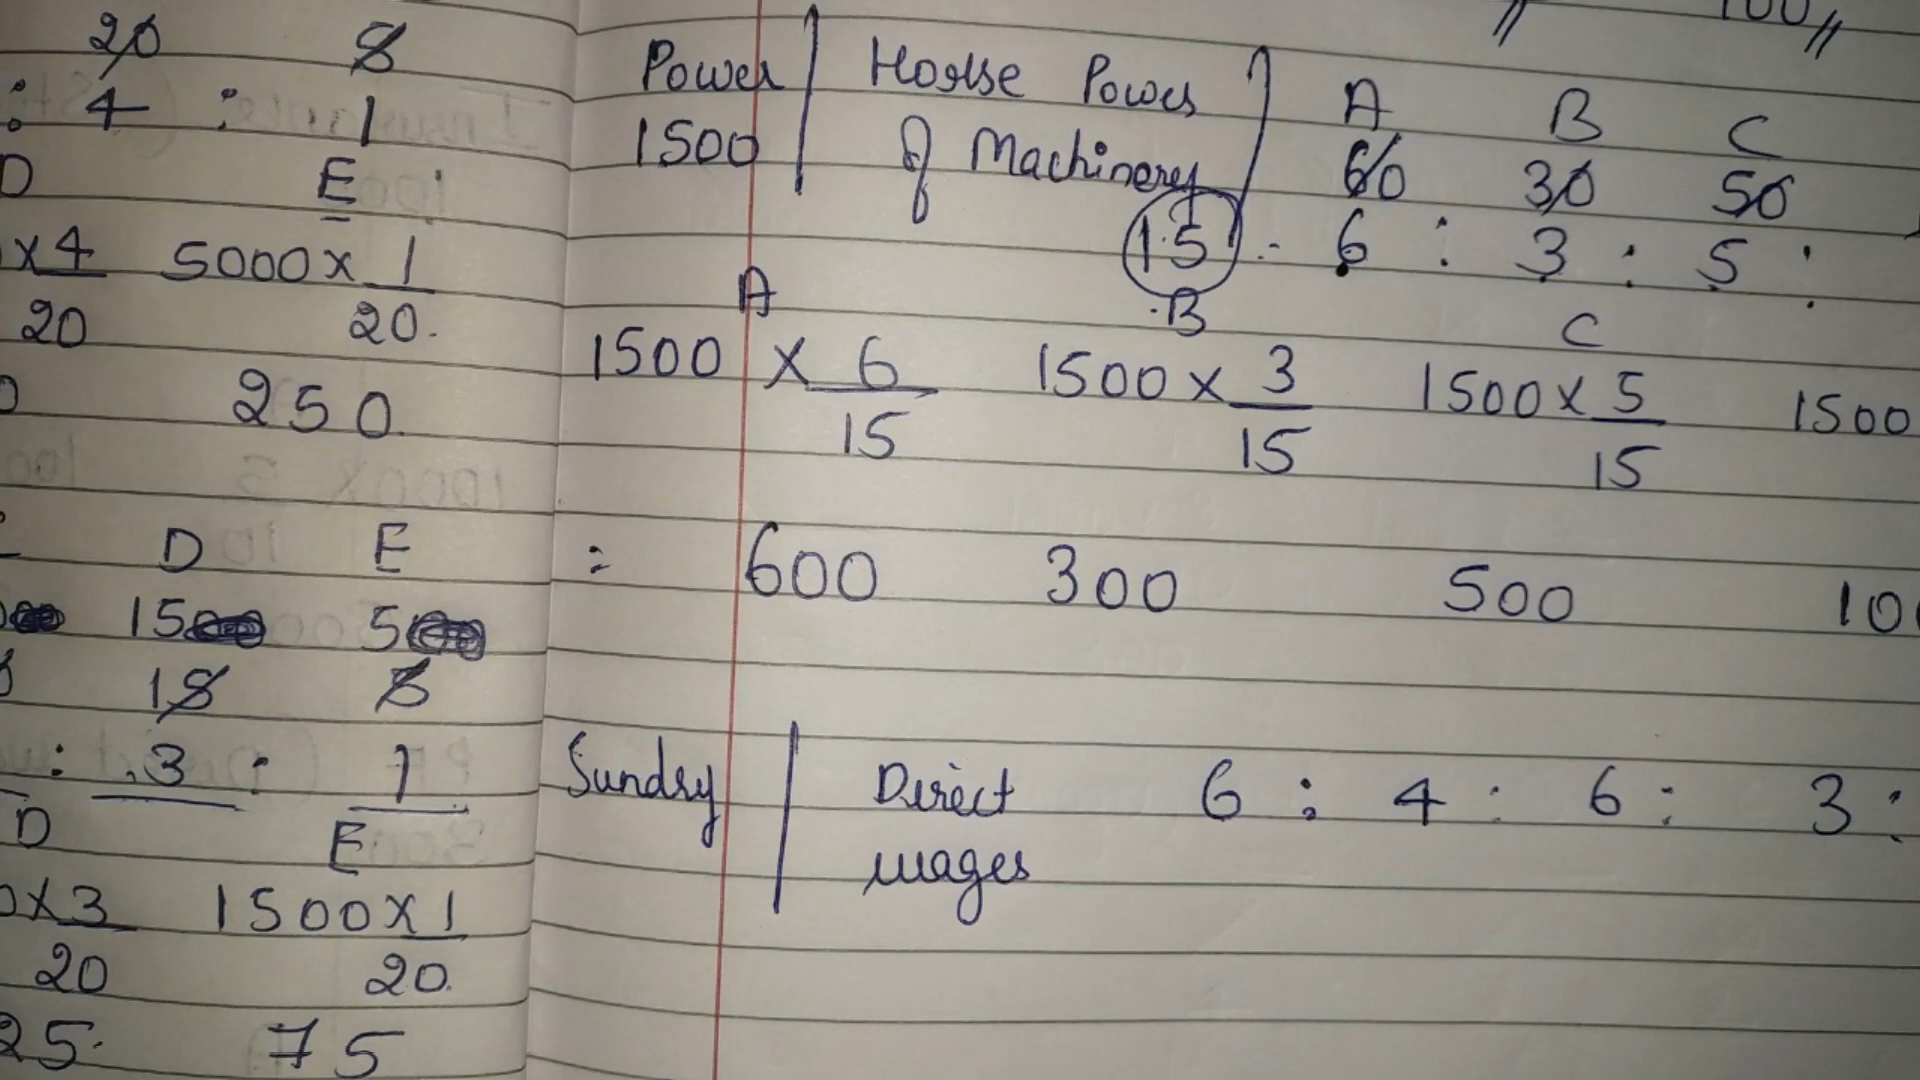 20 8
: 4 : 1
D E
x 4 5000 x 1
20 20.
250.
D E
15 5
18 8
: 3 : 1
D E
x 3 1500 x 1
20 20.
25. 75
100 //
Power | Horse Power A B C
1500 | of Machinery 60 30 50
15 - 6 : 3 : 5 :
A B C
1500 x 6 1500 x 3 1500 x 5 1500
15 15 15
= 600 300 500 10
Sundry | Direct 6 : 4 : 6 : 3 :
wages